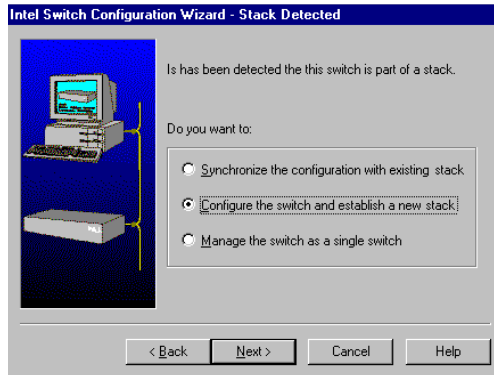 Intel Switch Configuration Wizard - Stack Detected
Is has been detected the this switch is part of a stack.
Do you want to:
Synchronize the configuration with existing stack
Configure the switch and establish a new stack
Manage the switch as a single switch
< Back Next > Cancel Help